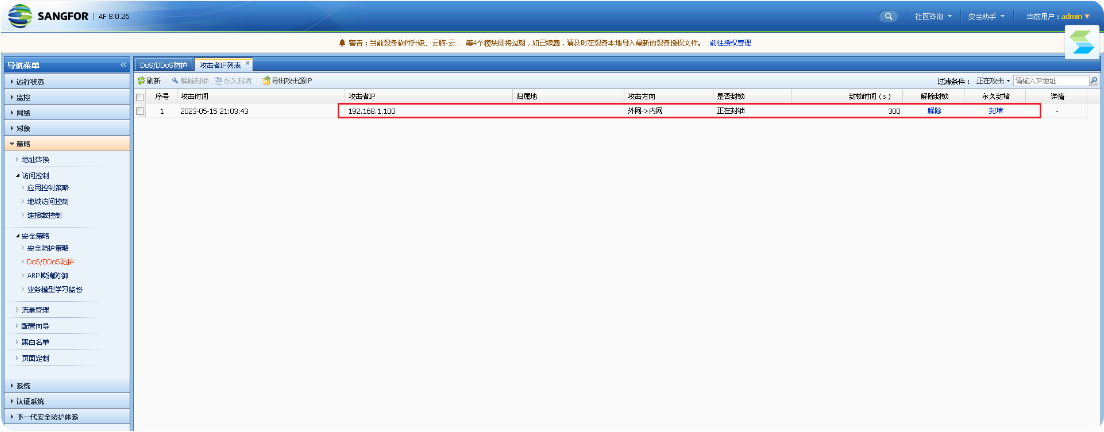 SANGFOR | AF 8.0.26
社区咨询 安全助手 当前用户：admin
警告：当前设备软件升级、云脑-云... 等4个模块即将过期，如已续费，请及时在设备本地导入最新的设备授权文件。 前往授权管理
导航菜单
运行状态
监控
网络
对象
策略
地址转换
访问控制
应用控制策略
地域访问控制
连接数控制
安全策略
安全防护策略
DoS/DDoS防护
ARP欺骗防御
业务模型学习监控
流量管理
配置向导
黑白名单
页面定制
系统
认证系统
下一代安全防护体系
DoS/DDoS防护 攻击者IP列表
刷新 解除封锁 永久封堵 导出攻击源IP 过滤条件： 正在攻击 请输入IP地址
序号 攻击时间 攻击者IP 归属地 攻击方向 是否封锁 封锁时间（s） 解除封锁 永久封堵 详情
1 2023-05-15 21:03:43 192.168.1.100 外网->内网 正在封锁 300 解除 封堵 -